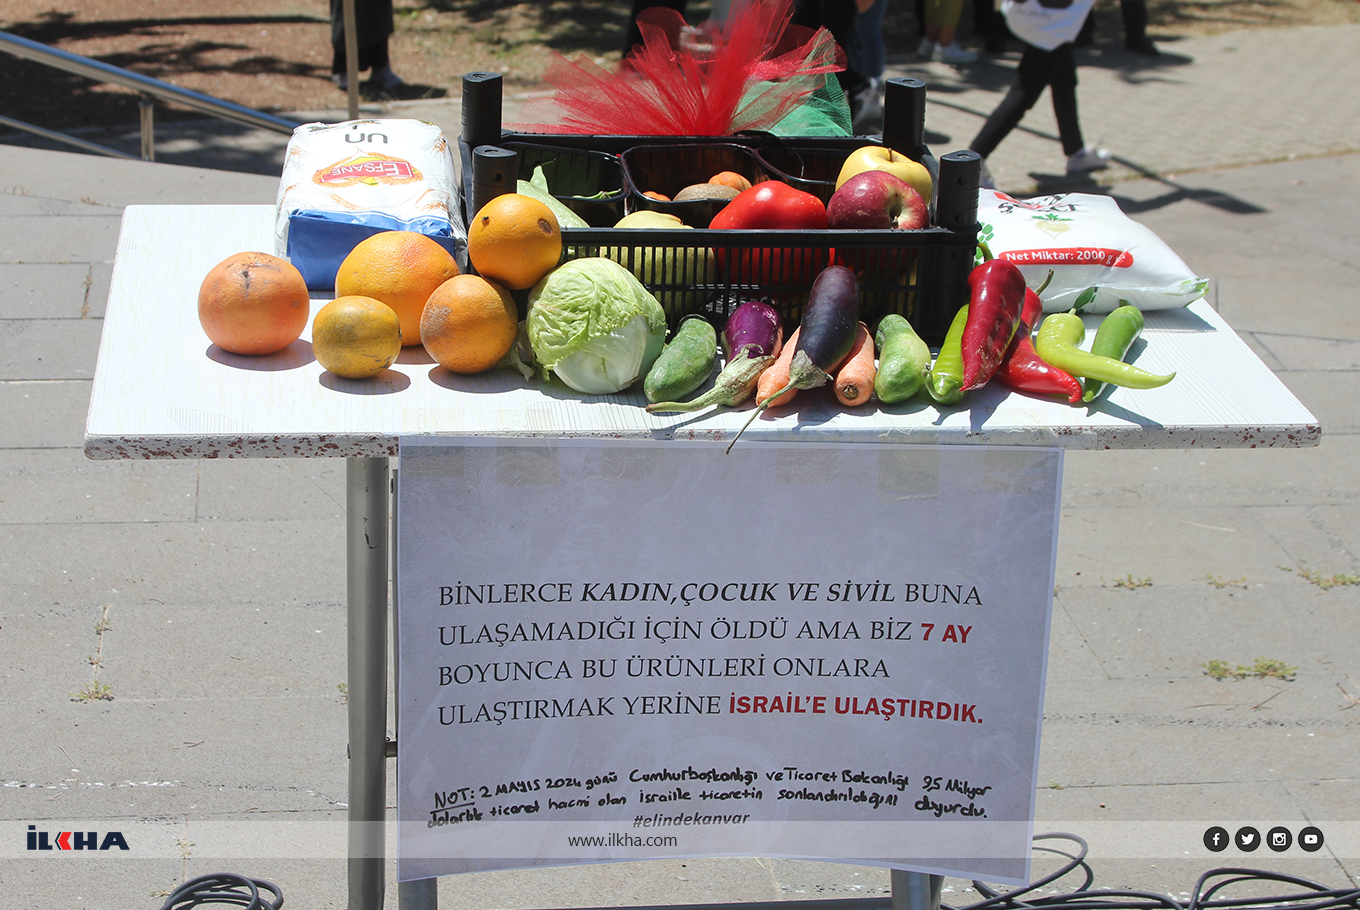 UN
EFSANE
ŞEKER
Net Miktar: 2000 g
BİNLERCE KADIN,ÇOCUK VE SİVİL BUNA
ULAŞAMADIĞI İÇİN ÖLDÜ AMA BİZ 7 AY
BOYUNCA BU ÜRÜNLERİ ONLARA
ULAŞTIRMAK YERİNE İSRAİL'E ULAŞTIRDIK.
NOT: 2 MAYIS 2024 günü Cumhurbaşkanlığı ve Ticaret Bakanlığı 9,5 Milyar
dolarlık ticaret hacmi olan İsraille ticaretin sonlandırıldığını duyurdu.
#elindekanvar
İLKHA
www.ilkha.com